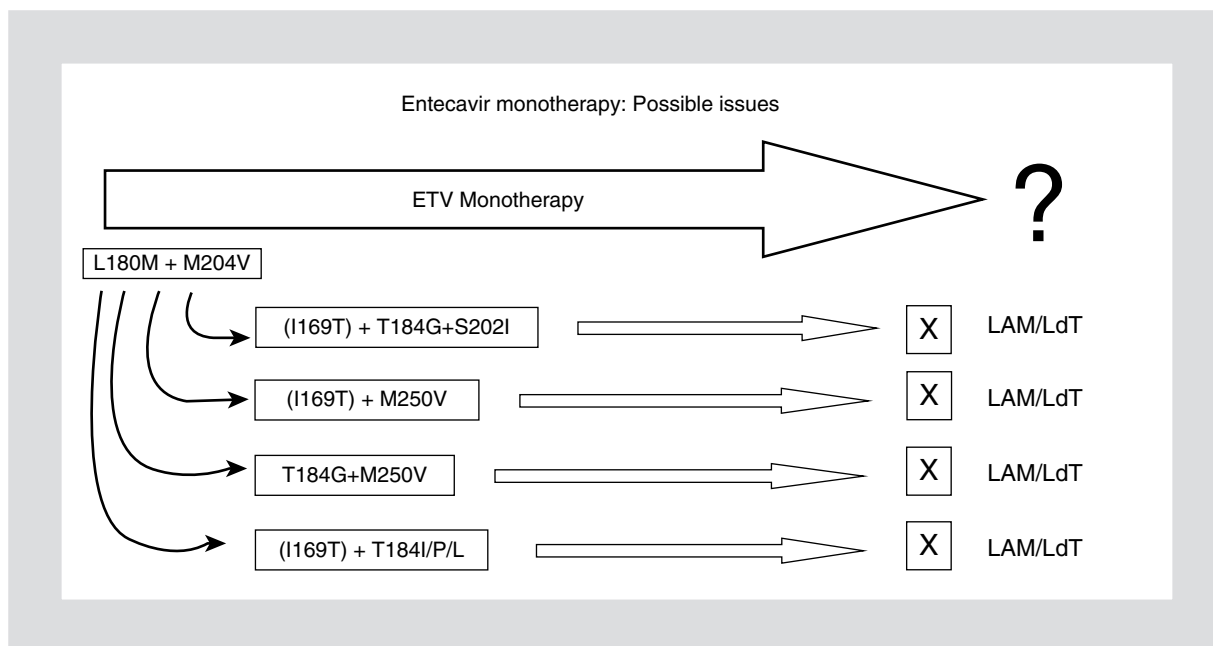 Entecavir monotherapy: Possible issues
ETV Monotherapy
?
L180M + M204V
(I169T) + T184G+S202I
X
LAM/LdT
(I169T) + M250V
X
LAM/LdT
T184G+M250V
X
LAM/LdT
(I169T) + T184I/P/L
X
LAM/LdT